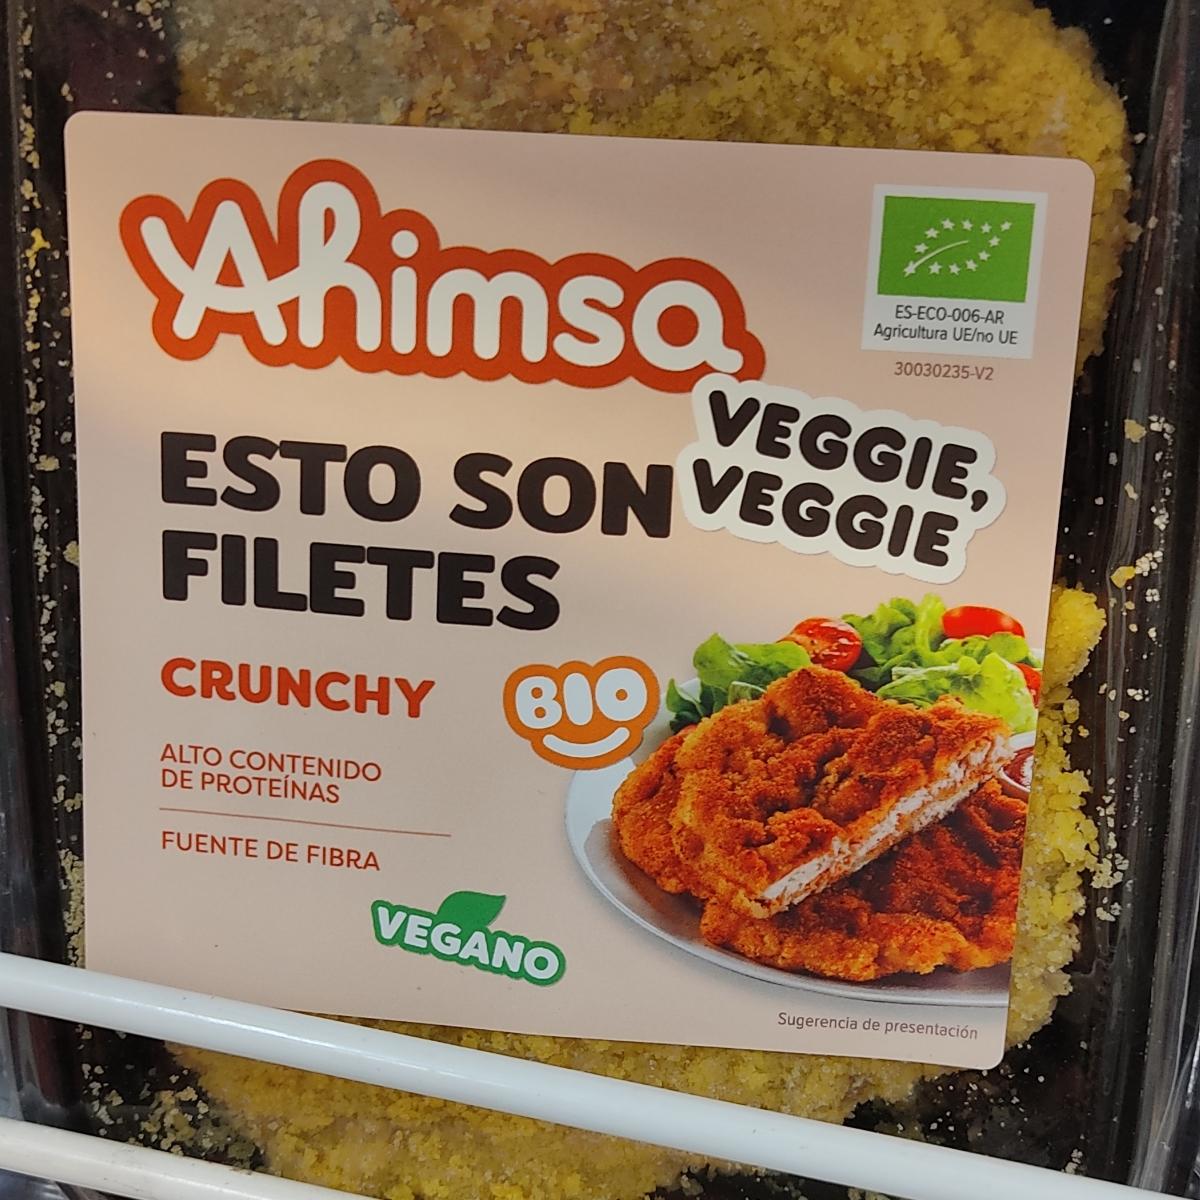 Ahimsa
ES-ECO-006-AR
Agricultura UE/no UE
30030235-V2
VEGGIE,
VEGGIE
ESTO SON
FILETES
CRUNCHY
BIO
ALTO CONTENIDO
DE PROTEÍNAS
FUENTE DE FIBRA
VEGANO
Sugerencia de presentación